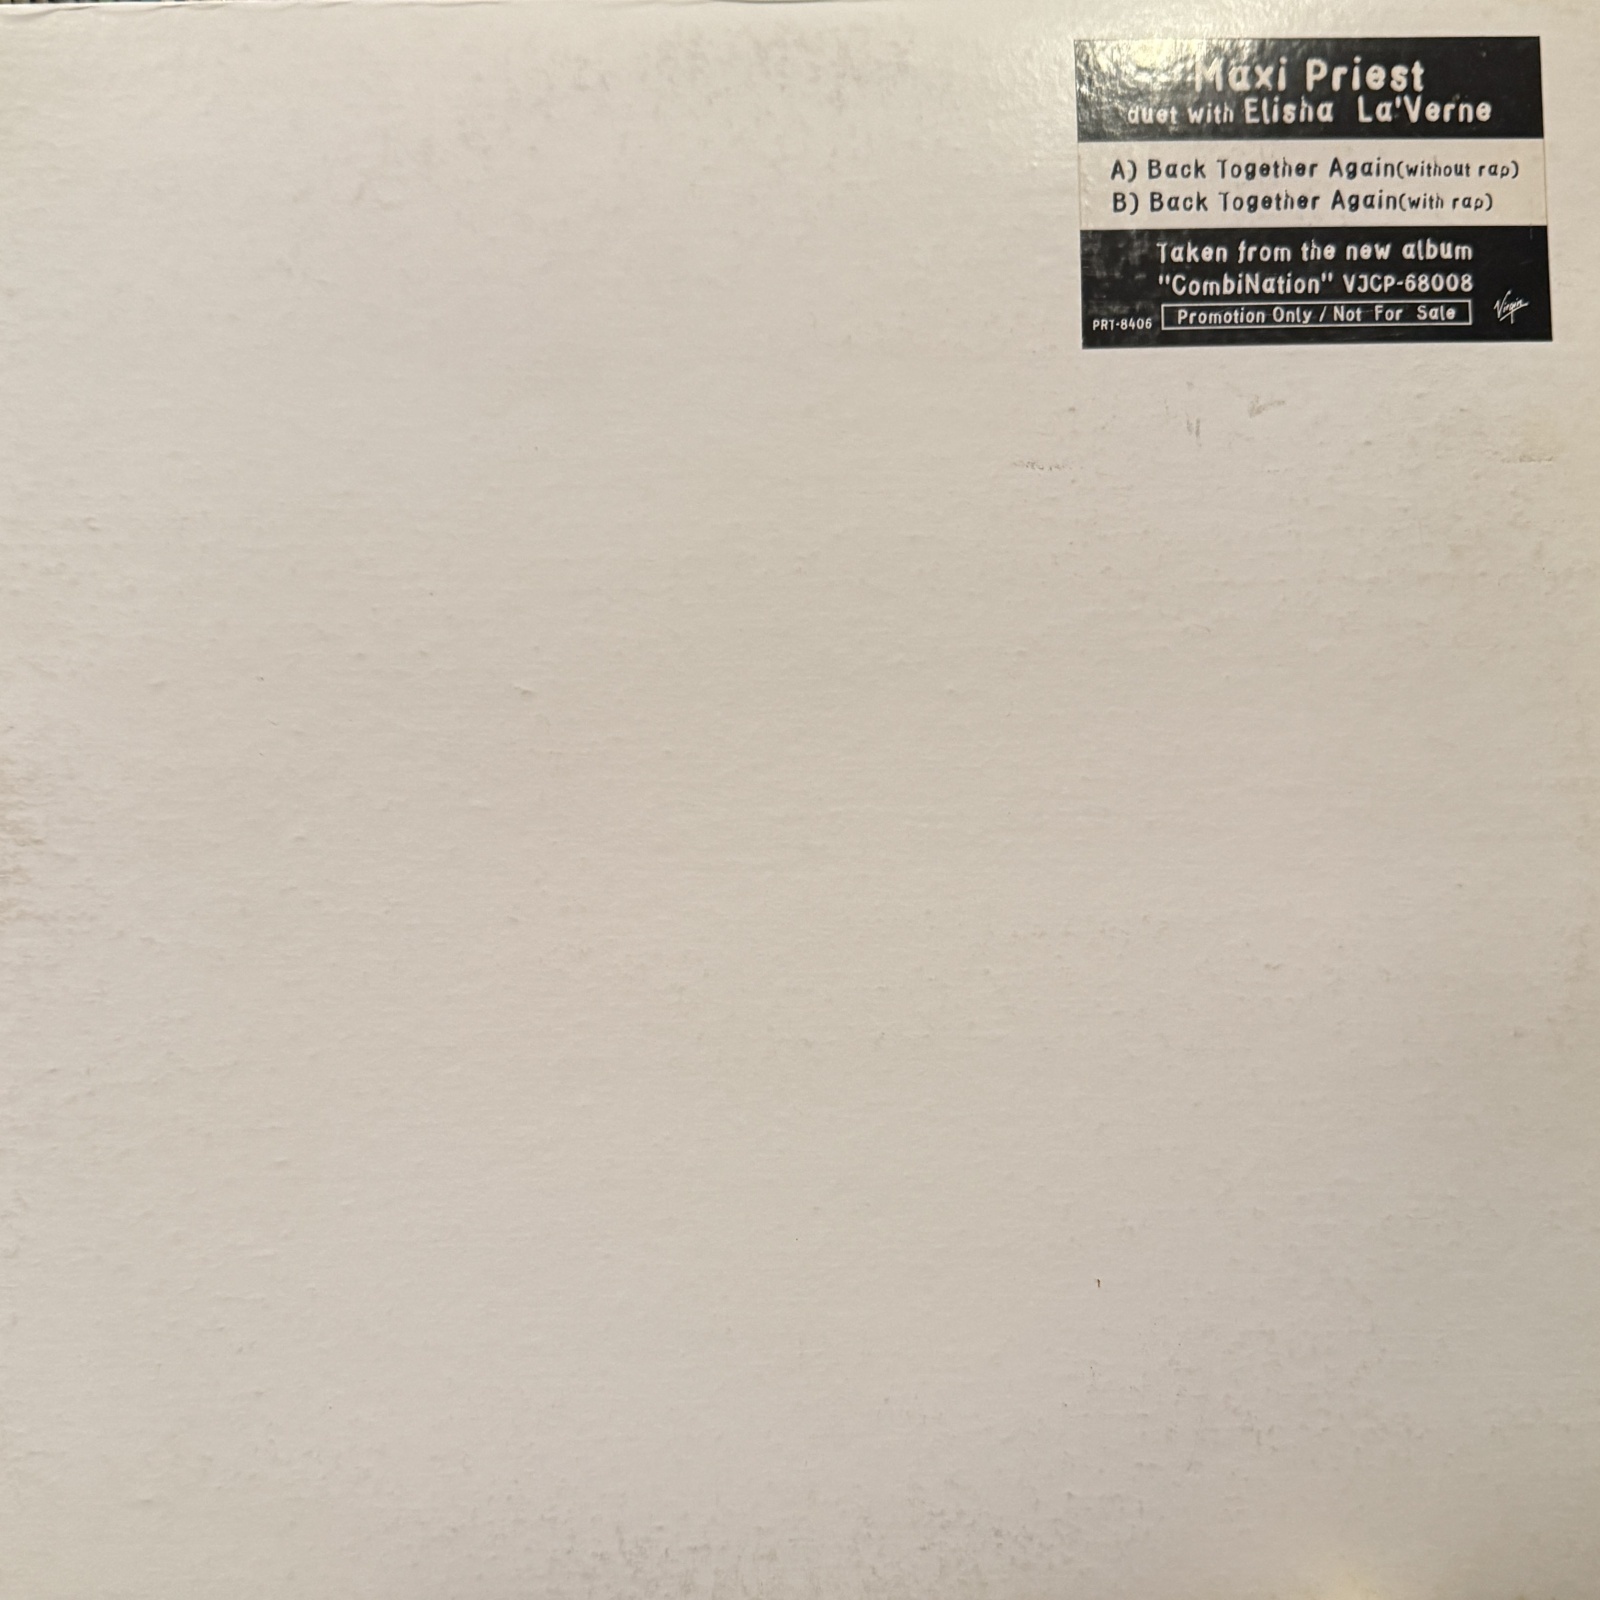 Maxi Priest
duet with Elisha La'Verne
A) Back Together Again(without rap)
B) Back Together Again(with rap)
Taken from the new album
"CombiNation" VJCP-68008
PRT-8406 Promotion Only / Not For Sale Virgin